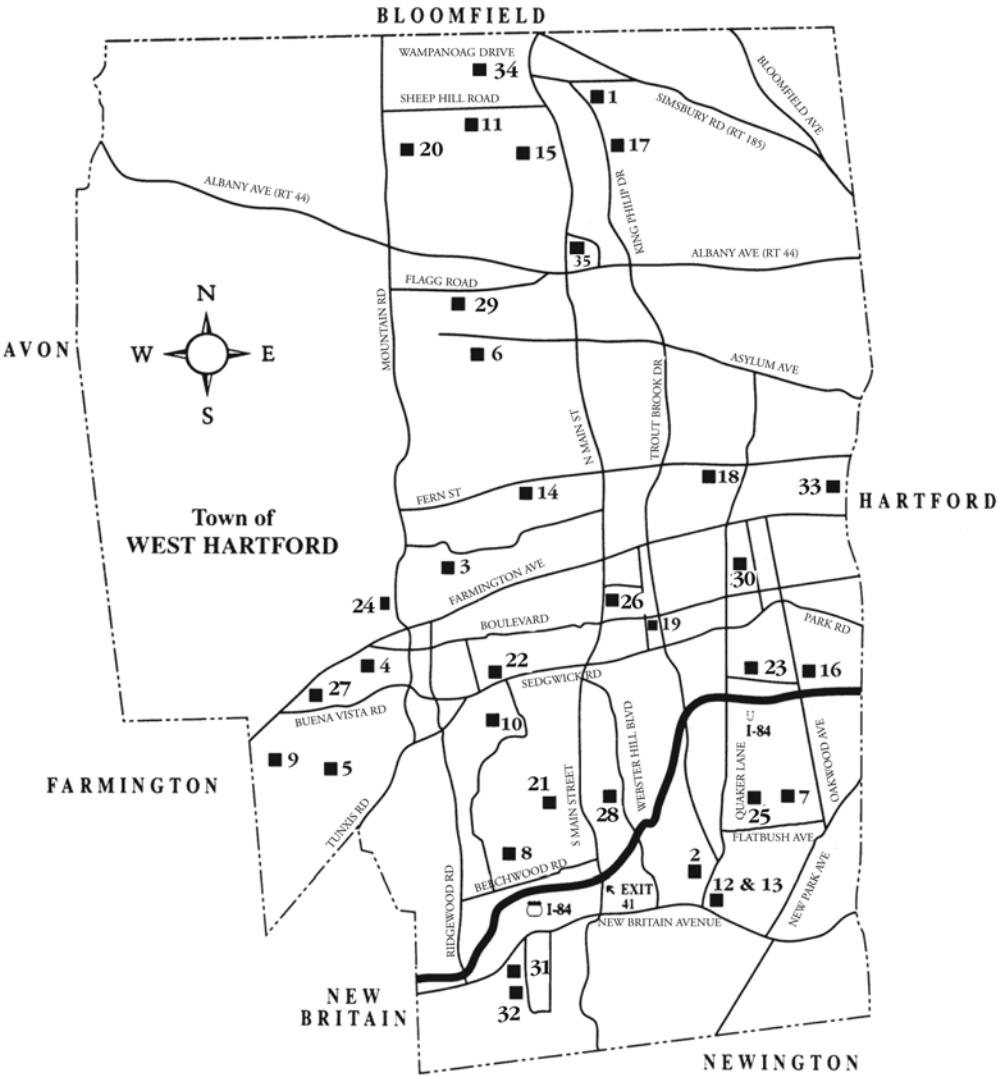 BLOOMFIELD
WAMPANOAG DRIVE
34
SHEEP HILL ROAD
1
BLOOMFIELD AVE
SIMSBURY RD (RT 185)
11
20
15
17
KING PHILIP DR
ALBANY AVE (RT 44)
35
ALBANY AVE (RT 44)
FLAGG ROAD
29
N
W
E
S
AVON
MOUNTAIN RD
6
ASYLUM AVE
TROUT BROOK DR
N MAIN ST
FERN ST
14
18
33
HARTFORD
Town of
WEST HARTFORD
3
FARMINGTON AVE
30
24
26
BOULEVARD
19
PARK RD
4
22
SEDGWICK RD
23
16
27
BUENA VISTA RD
10
WEBSTER HILL BLVD
U
I-84
QUAKER LANE
OAKWOOD AVE
9
5
FARMINGTON
TUNXIS RD
21
S MAIN STREET
28
25
7
FLATBUSH AVE
8
BEECHWOOD RD
2
12 & 13
NEW PARK AVE
RIDGEWOOD RD
EXIT
41
I-84
NEW BRITAIN AVENUE
31
32
NEW
BRITAIN
NEWINGTON